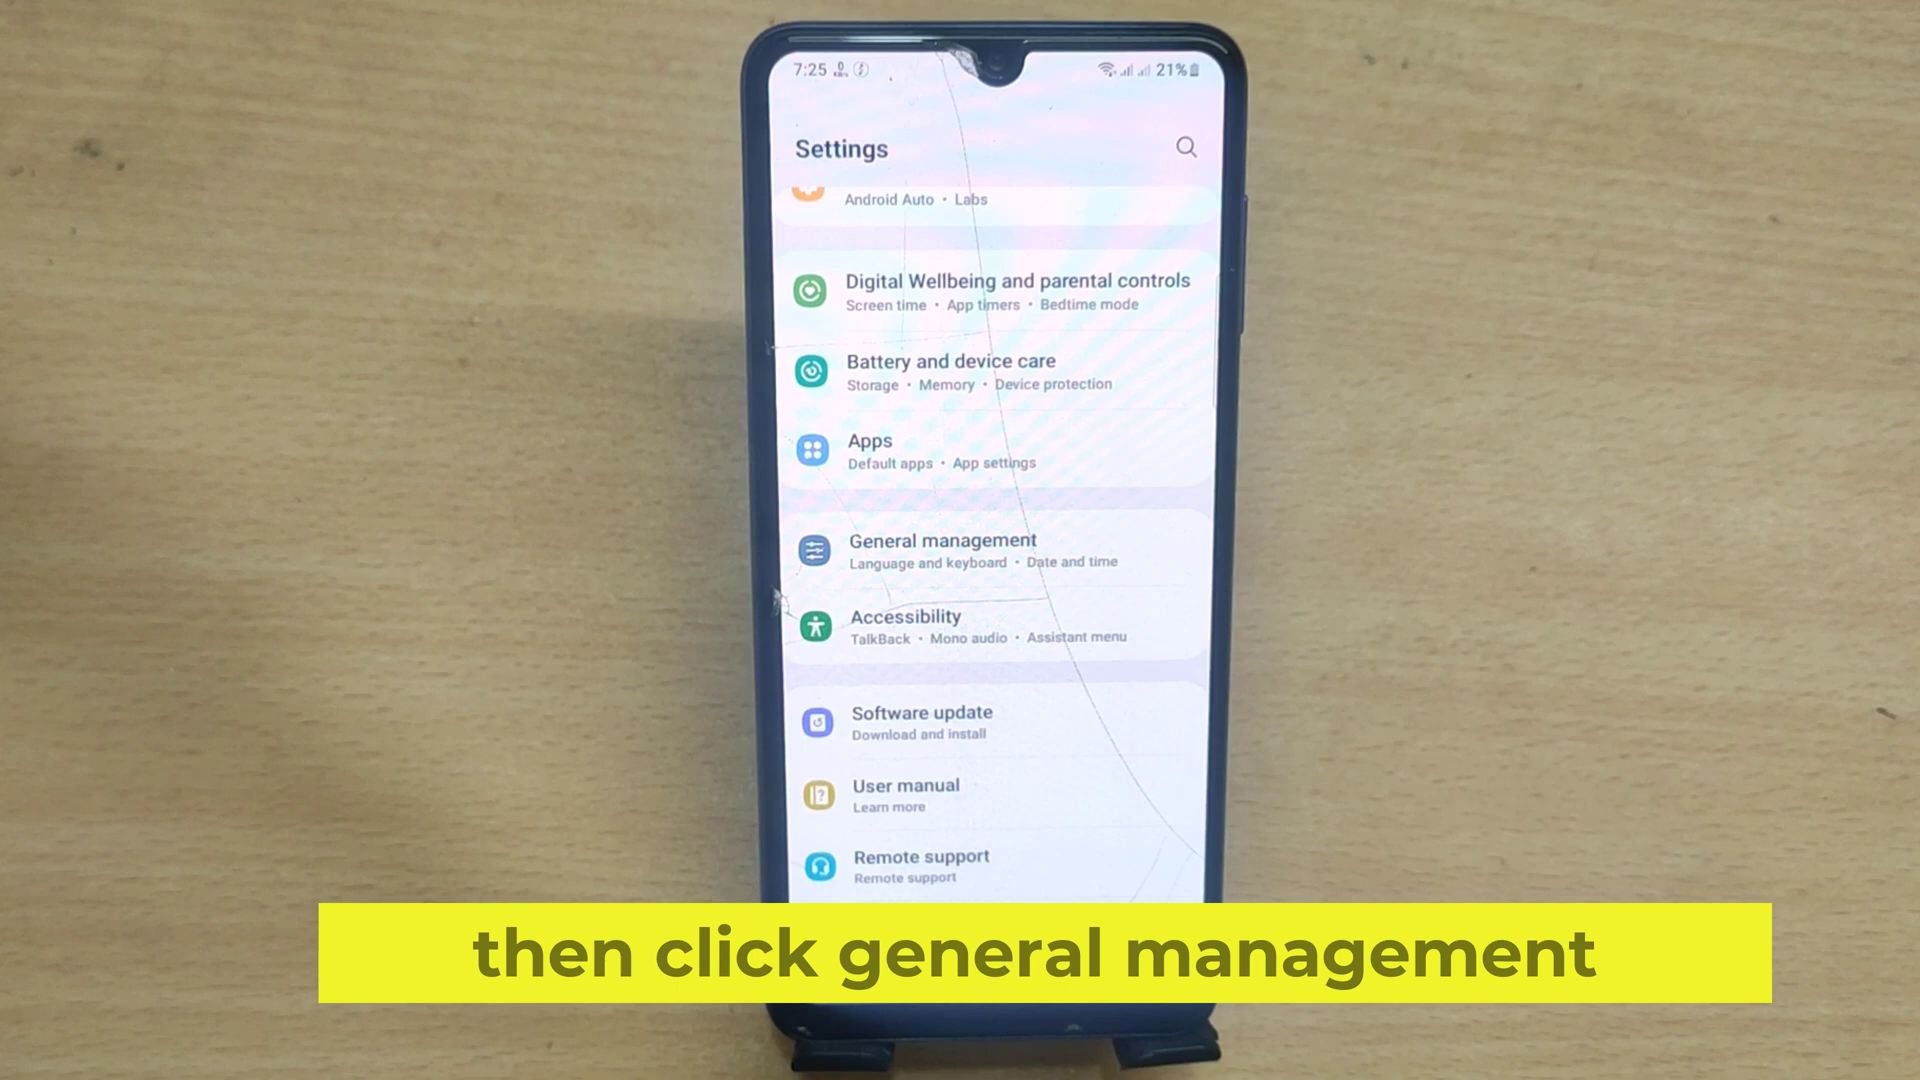 7:25
21%
Settings
Android Auto • Labs
Digital Wellbeing and parental controls
Screen time • App timers • Bedtime mode
Battery and device care
Storage • Memory • Device protection
Apps
Default apps • App settings
General management
Language and keyboard • Date and time
Accessibility
TalkBack • Mono audio • Assistant menu
Software update
Download and install
User manual
Learn more
Remote support
Remote support
then click general management